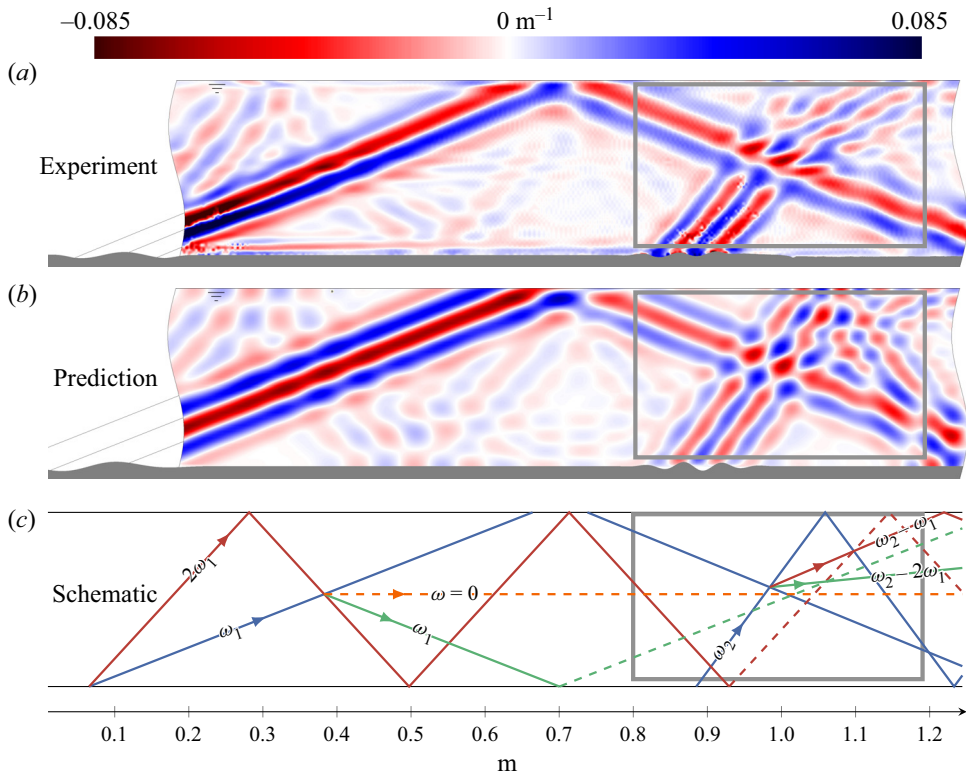 –0.085 0 m⁻¹ 0.085
(a)
Experiment
(b)
Prediction
(c)
Schematic
2ω₁
ω₁
ω = 0
ω₁
ω₂
ω₂ – ω₁
ω₂ – 2ω₁
0.1 0.2 0.3 0.4 0.5 0.6 0.7 0.8 0.9 1.0 1.1 1.2
m